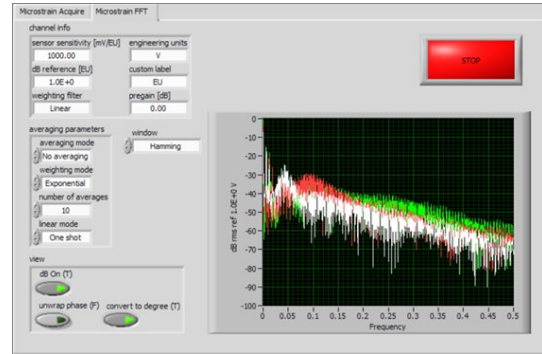 Microstrain Acquire Microstrain FFT
channel info
sensor sensitivity [mV/EU] engineering units
1000.00 V
dB reference [EU] custom label
1.0E+0 EU
weighting filter pregain [dB]
Linear 0.00
STOP
averaging parameters
averaging mode
No averaging
weighting mode
Exponential
number of averages
10
linear mode
One shot
window
Hamming
view
dB On (T)
unwrap phase (F) convert to degree (T)
dB rms ref 1.0E+0 V
0-
-10-
-20-
-30-
-40-
-50-
-60-
-70-
-80-
-90-
-100-
0 0.05 0.1 0.15 0.2 0.25 0.3 0.35 0.4 0.45 0.5
Frequency